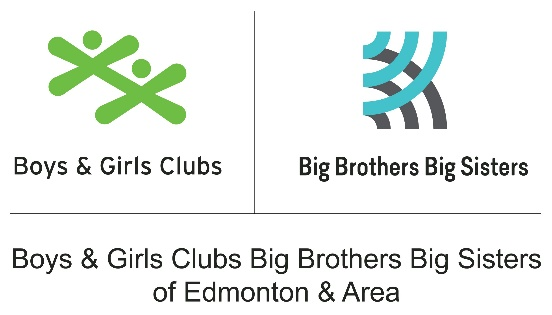 Boys & Girls Clubs
Big Brothers Big Sisters
Boys & Girls Clubs Big Brothers Big Sisters
of Edmonton & Area